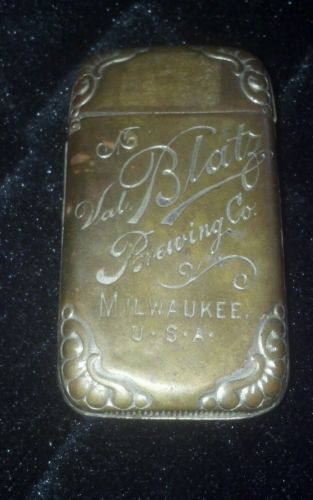 Val. Blatz
Brewing Co.
MILWAUKEE.
U·S·A·